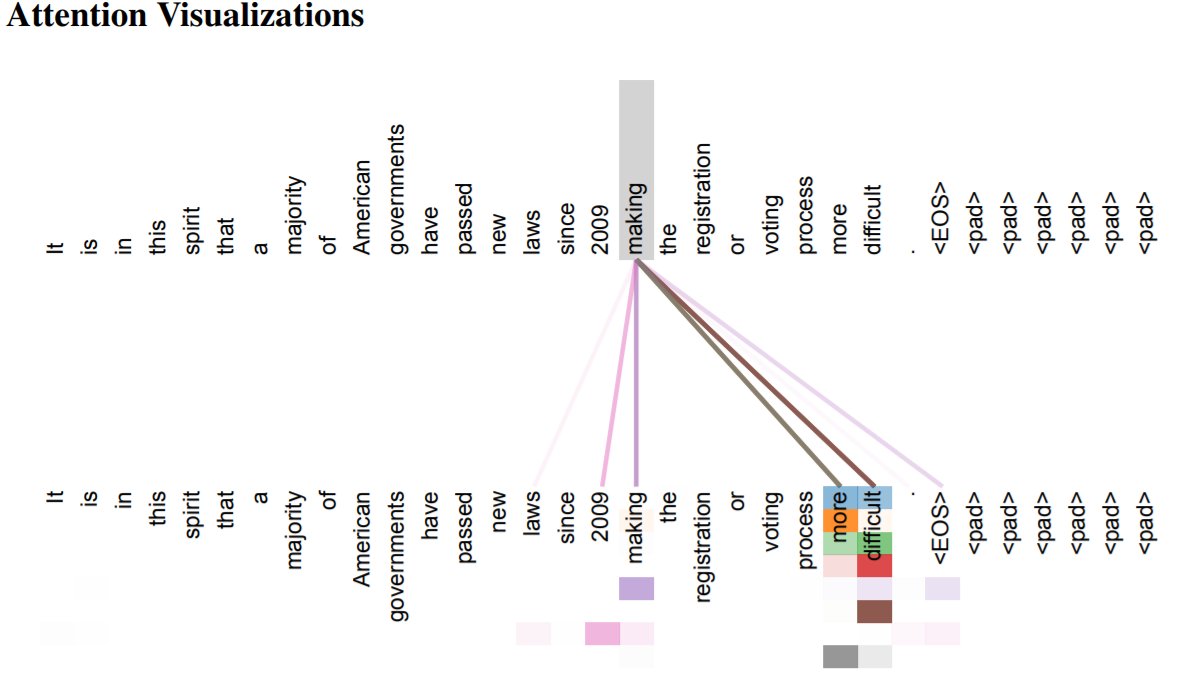 Attention Visualizations
It is in this spirit that a majority of American governments have passed new laws since 2009 making the registration or voting process more difficult . <EOS> <pad> <pad> <pad> <pad> <pad> <pad>
It is in this spirit that a majority of American governments have passed new laws since 2009 making the registration or voting process more difficult . <EOS> <pad> <pad> <pad> <pad> <pad> <pad>